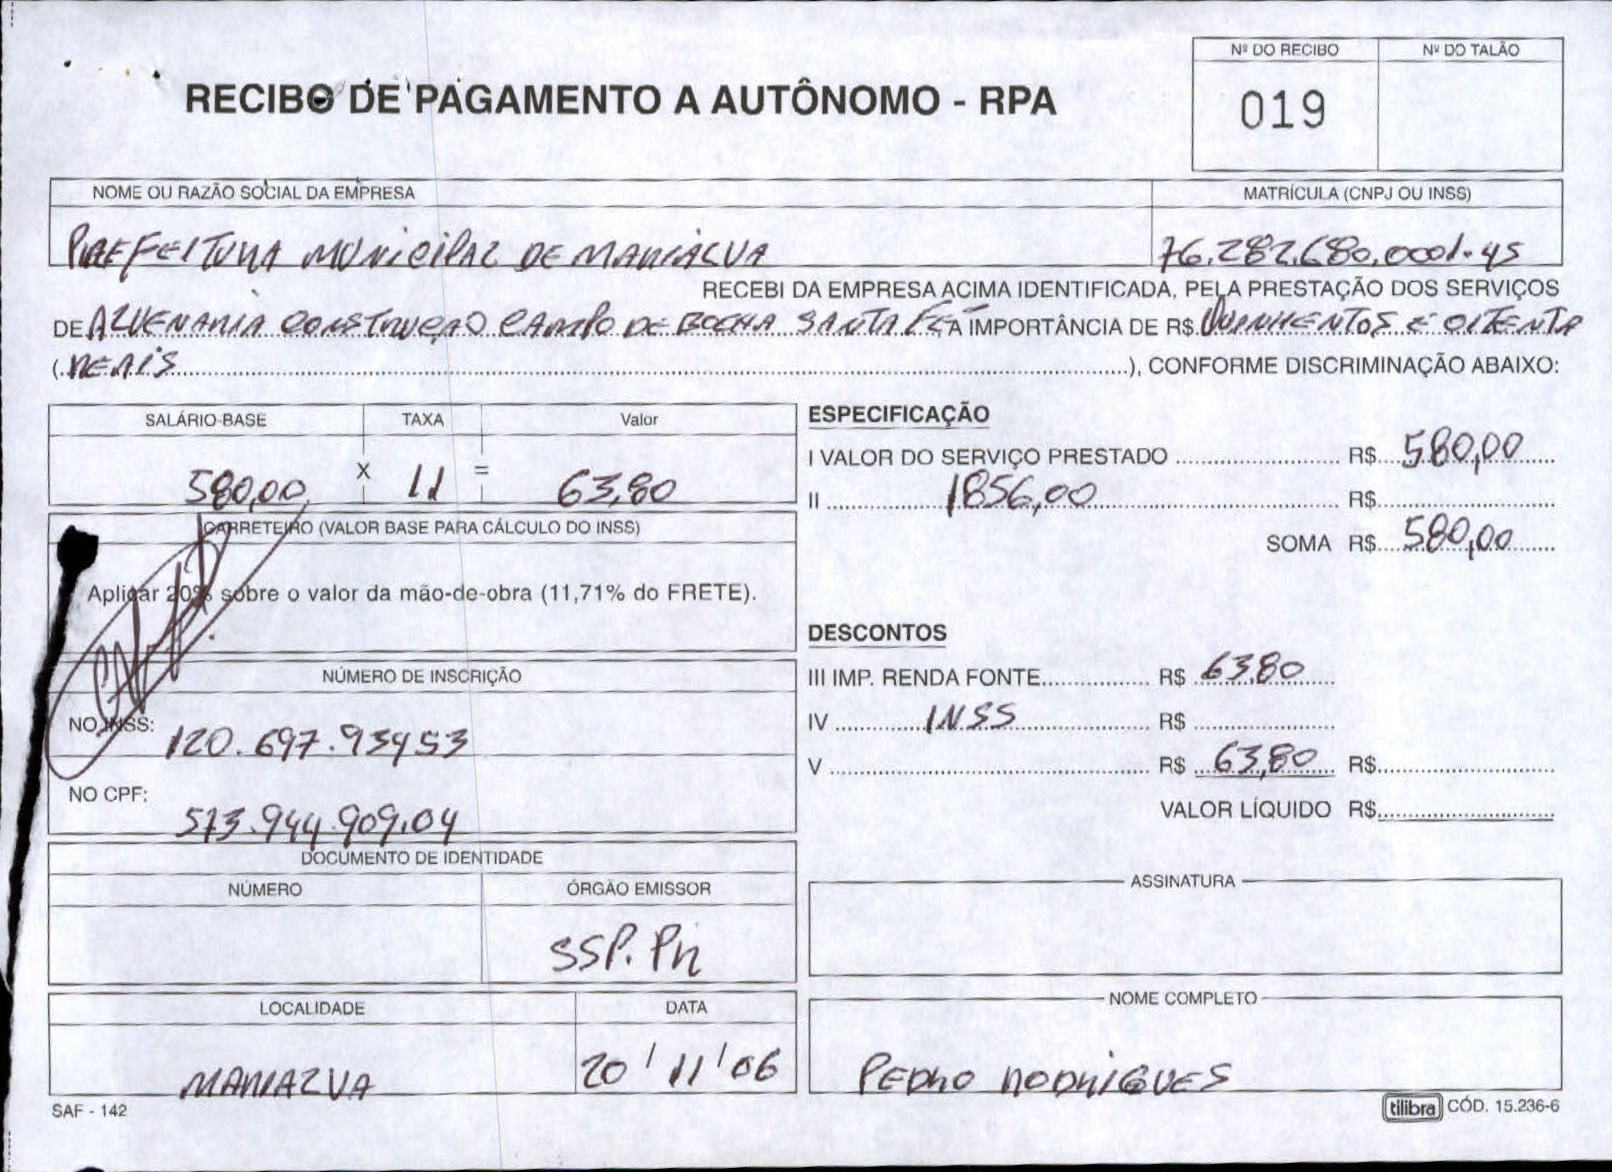 Nº DO RECIBO Nº DO TALÃO
RECIBO DE PAGAMENTO A AUTÔNOMO - RPA
019
NOME OU RAZÃO SOCIAL DA EMPRESA MATRÍCULA (CNPJ OU INSS)
PREFEITURA MUNICIPAL DE MARIALVA 76.282.680.0001-45
RECEBI DA EMPRESA ACIMA IDENTIFICADA, PELA PRESTAÇÃO DOS SERVIÇOS
DE ALVENARIA CONSTRUÇAO CAMPO DE BOCHA SANTA FÉ A IMPORTÂNCIA DE R$ QUINHENTOS E OITENTA
(REAIS), CONFORME DISCRIMINAÇÃO ABAIXO:
SALÁRIO-BASE TAXA Valor
580,00 X 11 = 63,80
CARRETEIRO (VALOR BASE PARA CÁLCULO DO INSS)
Aplicar 20% sobre o valor da mão-de-obra (11,71% do FRETE).
NÚMERO DE INSCRIÇÃO
NO INSS: 120.697.93453
NO CPF: 573.944.909.04
DOCUMENTO DE IDENTIDADE
NÚMERO ÓRGÃO EMISSOR
SSP.PR
LOCALIDADE DATA
MARIALVA 20/11/06
SAF - 142
ESPECIFICAÇÃO
I VALOR DO SERVIÇO PRESTADO R$ 580,00
II 1856,00 R$
SOMA R$ 580,00
DESCONTOS
III IMP. RENDA FONTE R$ 63,80
IV INSS R$
V R$ 63,80 R$
VALOR LÍQUIDO R$
ASSINATURA
NOME COMPLETO
PEDRO RODRIGUES
tilibra CÓD. 15.236-6